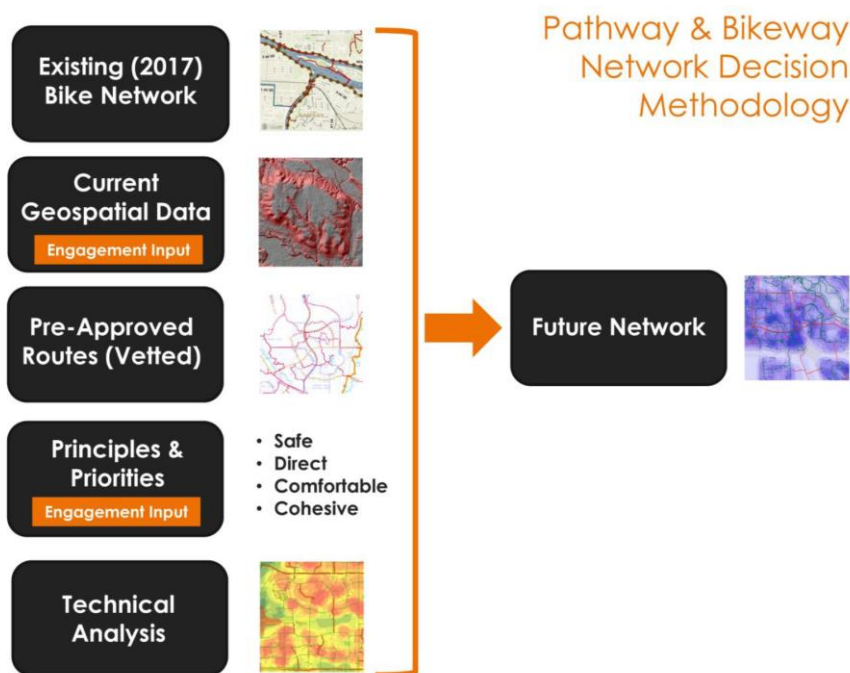 Pathway & Bikeway
Network Decision
Methodology
Existing (2017)
Bike Network
Current
Geospatial Data
Engagement Input
Pre-Approved
Routes (Vetted)
Principles &
Priorities
Engagement Input
• Safe
• Direct
• Comfortable
• Cohesive
Technical
Analysis
Future Network